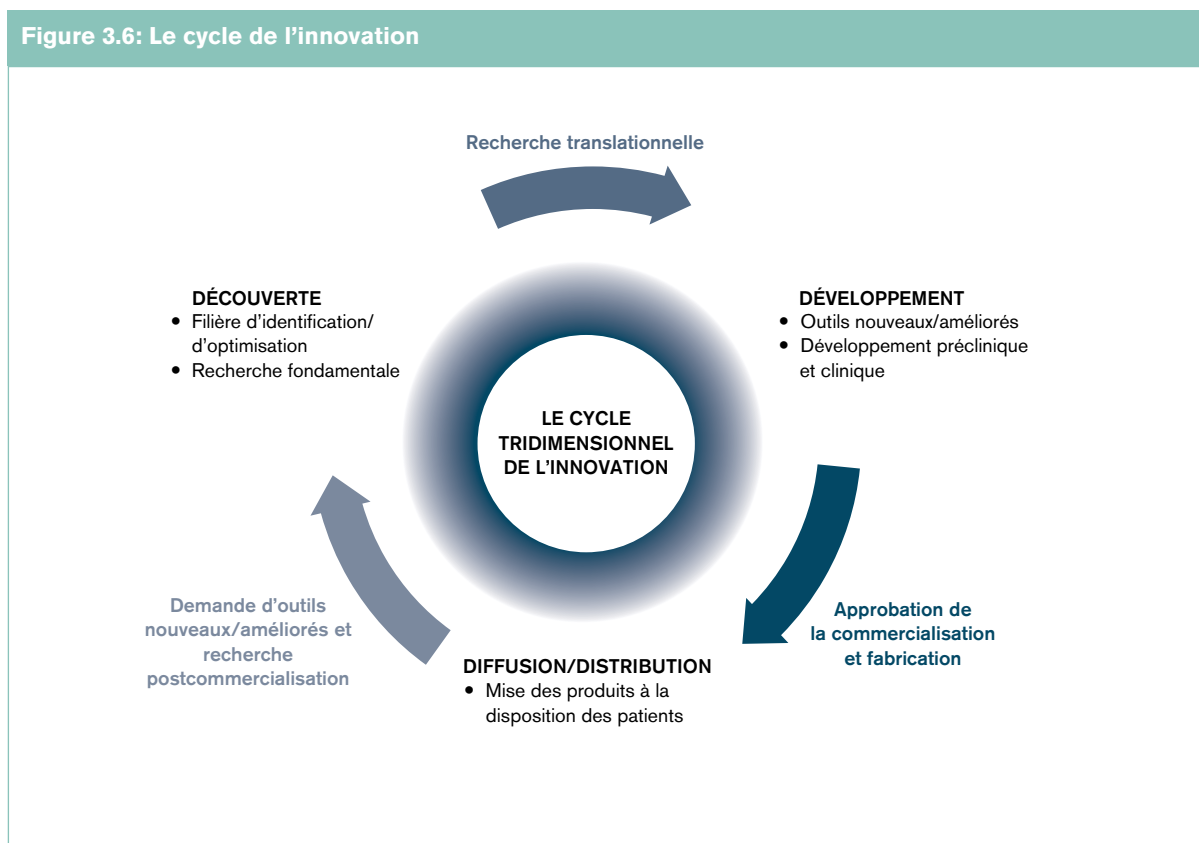 Figure 3.6: Le cycle de l’innovation
Recherche translationnelle
DÉCOUVERTE
• Filière d’identification/
d’optimisation
• Recherche fondamentale
DÉVELOPPEMENT
• Outils nouveaux/améliorés
• Développement préclinique
et clinique
LE CYCLE
TRIDIMENSIONNEL
DE L’INNOVATION
Demande d’outils
nouveaux/améliorés et
recherche
postcommercialisation
Approbation de
la commercialisation
et fabrication
DIFFUSION/DISTRIBUTION
• Mise des produits à la
disposition des patients